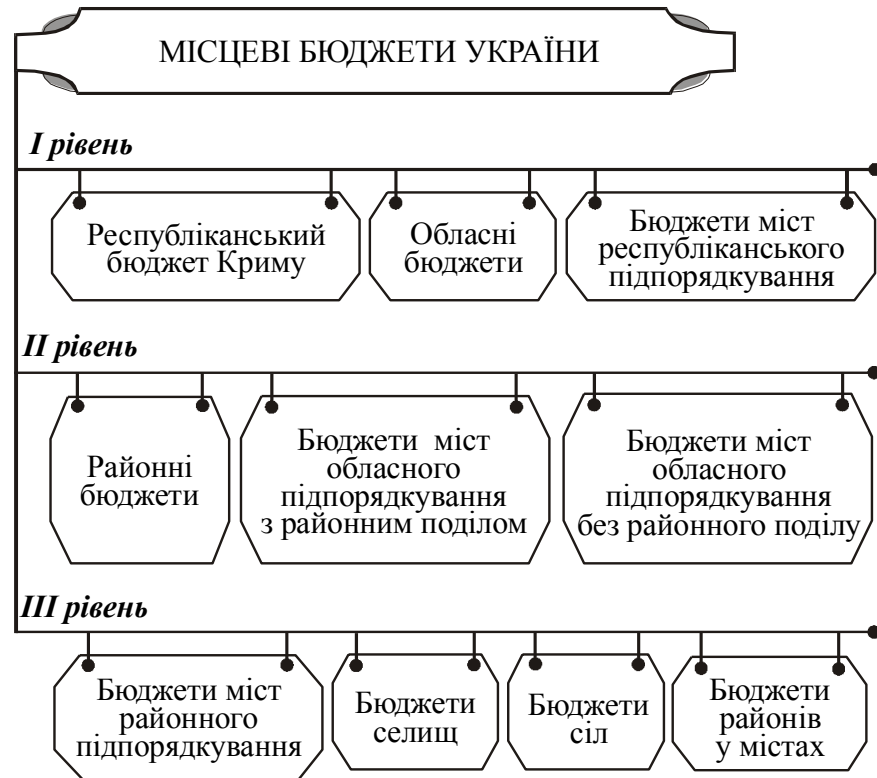 МІСЦЕВІ БЮДЖЕТИ УКРАЇНИ
І рівень
Республіканський
бюджет Криму
Обласні
бюджети
Бюджети міст
республіканського
підпорядкування
ІІ рівень
Районні
бюджети
Бюджети міст
обласного
підпорядкування
з районним поділом
Бюджети міст
обласного
підпорядкування
без районного поділу
ІІІ рівень
Бюджети міст
районного
підпорядкування
Бюджети
селищ
Бюджети
сіл
Бюджети
районів
у містах